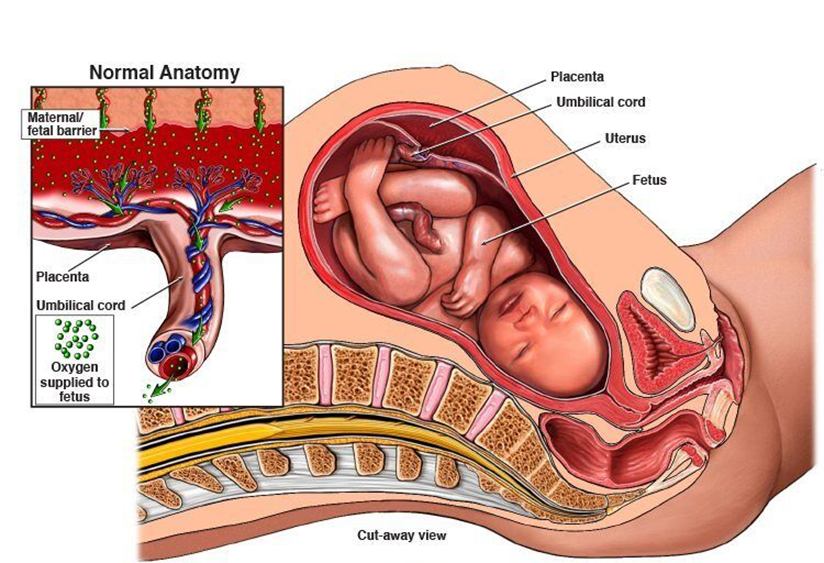 Normal Anatomy
Maternal/
fetal barrier
Placenta
Umbilical cord
Oxygen
supplied to
fetus
Placenta
Umbilical cord
Uterus
Fetus
Cut-away view